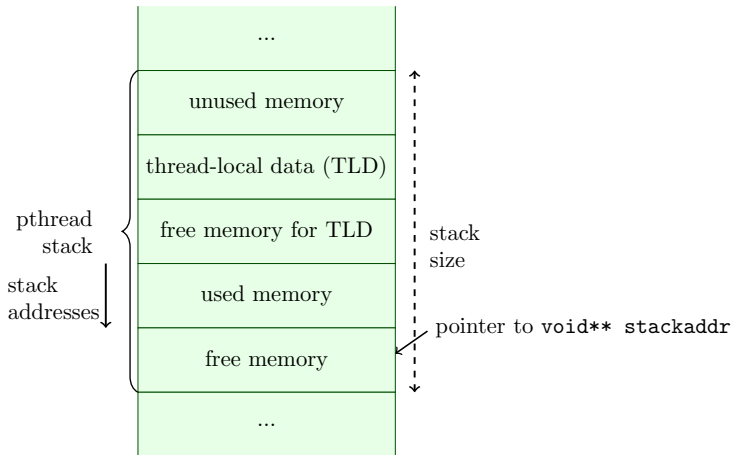 ...
unused memory
thread-local data (TLD)
free memory for TLD
used memory
free memory
...
pthread
stack
stack
addresses
stack
size
pointer to void** stackaddr